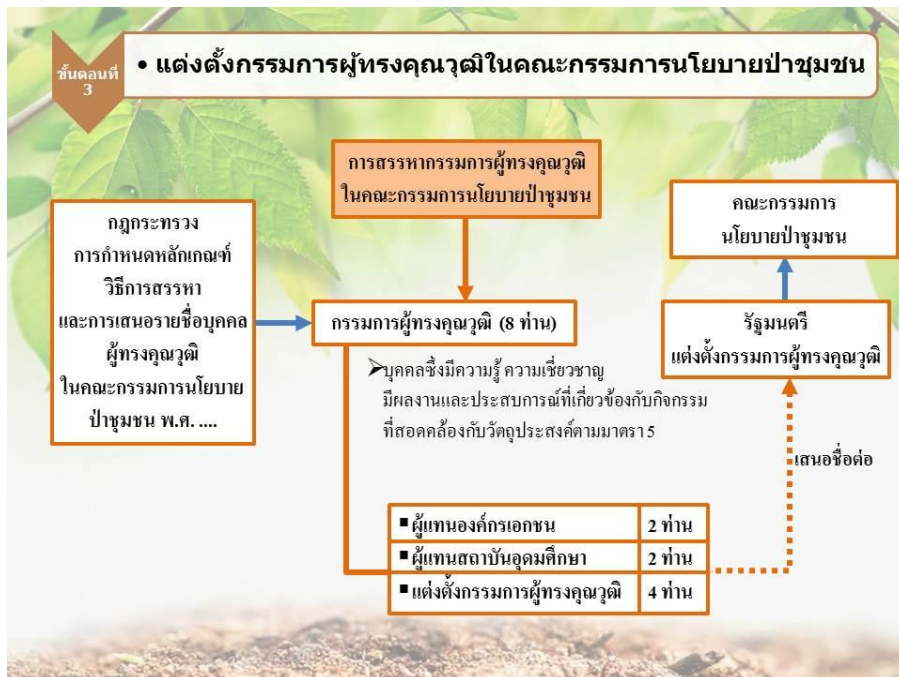 ขั้นตอนที่
3
• แต่งตั้งกรรมการผู้ทรงคุณวุฒิในคณะกรรมการนโยบายป่าชุมชน
การสรรหากรรมการผู้ทรงคุณวุฒิ
ในคณะกรรมการนโยบายป่าชุมชน
กฎกระทรวง
การกำหนดหลักเกณฑ์
วิธีการสรรหา
และการเสนอรายชื่อบุคคล
ผู้ทรงคุณวุฒิ
ในคณะกรรมการนโยบาย
ป่าชุมชน พ.ศ. ....
กรรมการผู้ทรงคุณวุฒิ (8 ท่าน)
➢บุคคลซึ่งมีความรู้ ความเชี่ยวชาญ
มีผลงานและประสบการณ์ที่เกี่ยวข้องกับกิจกรรม
ที่สอดคล้องกับวัตถุประสงค์ตามมาตรา 5
คณะกรรมการ
นโยบายป่าชุมชน
รัฐมนตรี
แต่งตั้งกรรมการผู้ทรงคุณวุฒิ
เสนอชื่อต่อ
▪ ผู้แทนองค์กรเอกชน 2 ท่าน
▪ ผู้แทนสถาบันอุดมศึกษา 2 ท่าน
▪ แต่งตั้งกรรมการผู้ทรงคุณวุฒิ 4 ท่าน